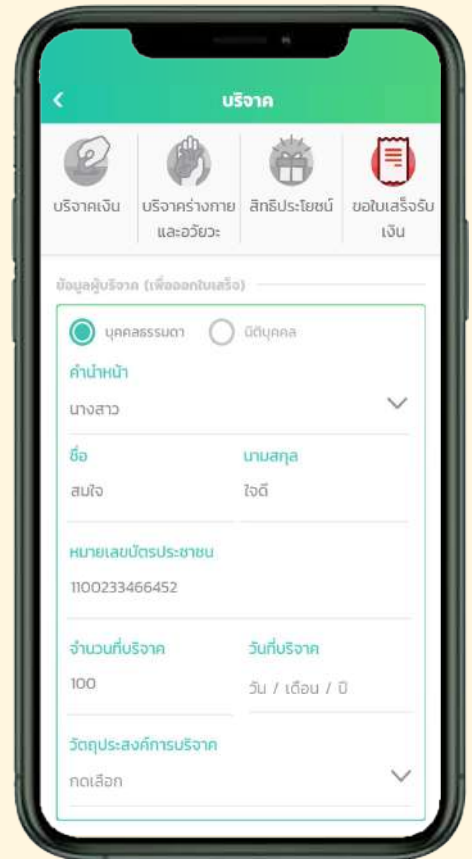 บริจาค
บริจาคเงิน
บริจาคร่างกาย
และอวัยวะ
สิทธิประโยชน์
ขอใบเสร็จรับ
เงิน
ข้อมูลผู้บริจาค (เพื่อออกใบเสร็จ)
บุคคลธรรมดา นิติบุคคล
คำนำหน้า
นางสาว
ชื่อ นามสกุล
สมใจ ใจดี
หมายเลขบัตรประชาชน
1100233466452
จำนวนที่บริจาค วันที่บริจาค
100 วัน / เดือน / ปี
วัตถุประสงค์การบริจาค
กดเลือก